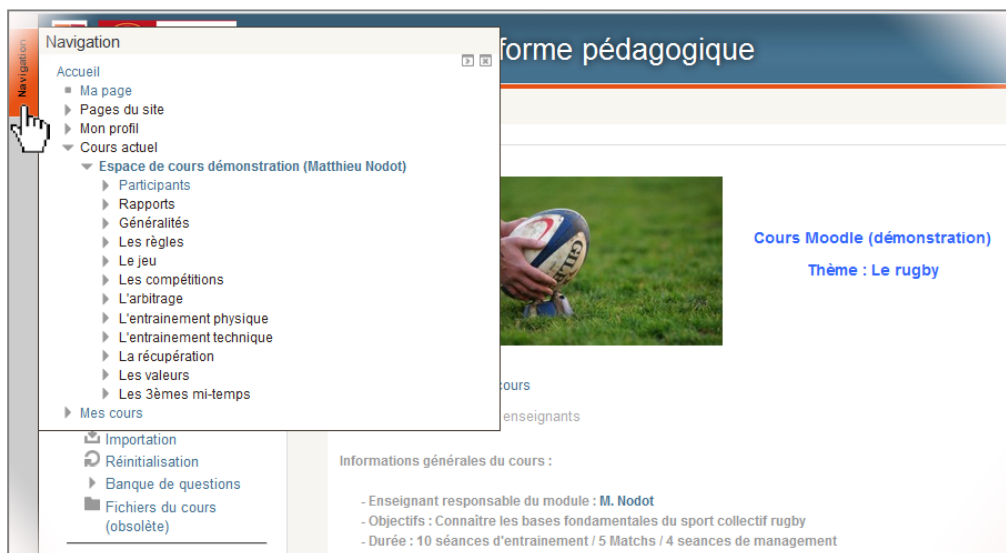 Navigation
Navigation
forme pédagogique
Accueil
Ma page
Pages du site
Mon profil
Cours actuel
Espace de cours démonstration (Matthieu Nodot)
Participants
Rapports
Généralités
Les règles
Le jeu
Les compétitions
L'arbitrage
L'entrainement physique
L'entrainement technique
La récupération
Les valeurs
Les 3èmes mi-temps
Mes cours
Importation
Réinitialisation
Banque de questions
Fichiers du cours
(obsolète)
GILBERT
Cours Moodle (démonstration)
Thème : Le rugby
cours
enseignants
Informations générales du cours :
- Enseignant responsable du module : M. Nodot
- Objectifs : Connaître les bases fondamentales du sport collectif rugby
- Durée : 10 séances d'entrainement / 5 Matchs / 4 seances de management